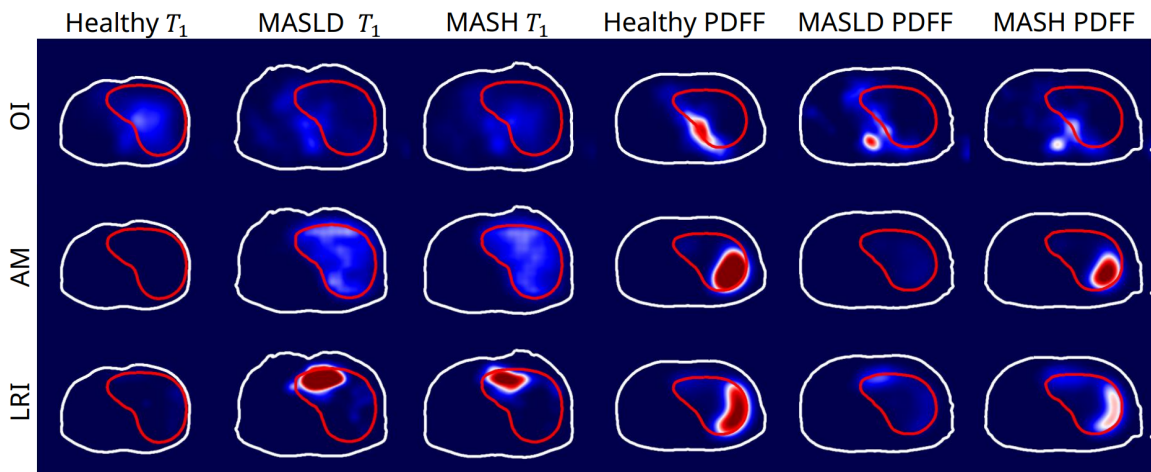 Healthy T₁ MASLD T₁ MASH T₁ Healthy PDFF MASLD PDFF MASH PDFF
OI
AM
LRI